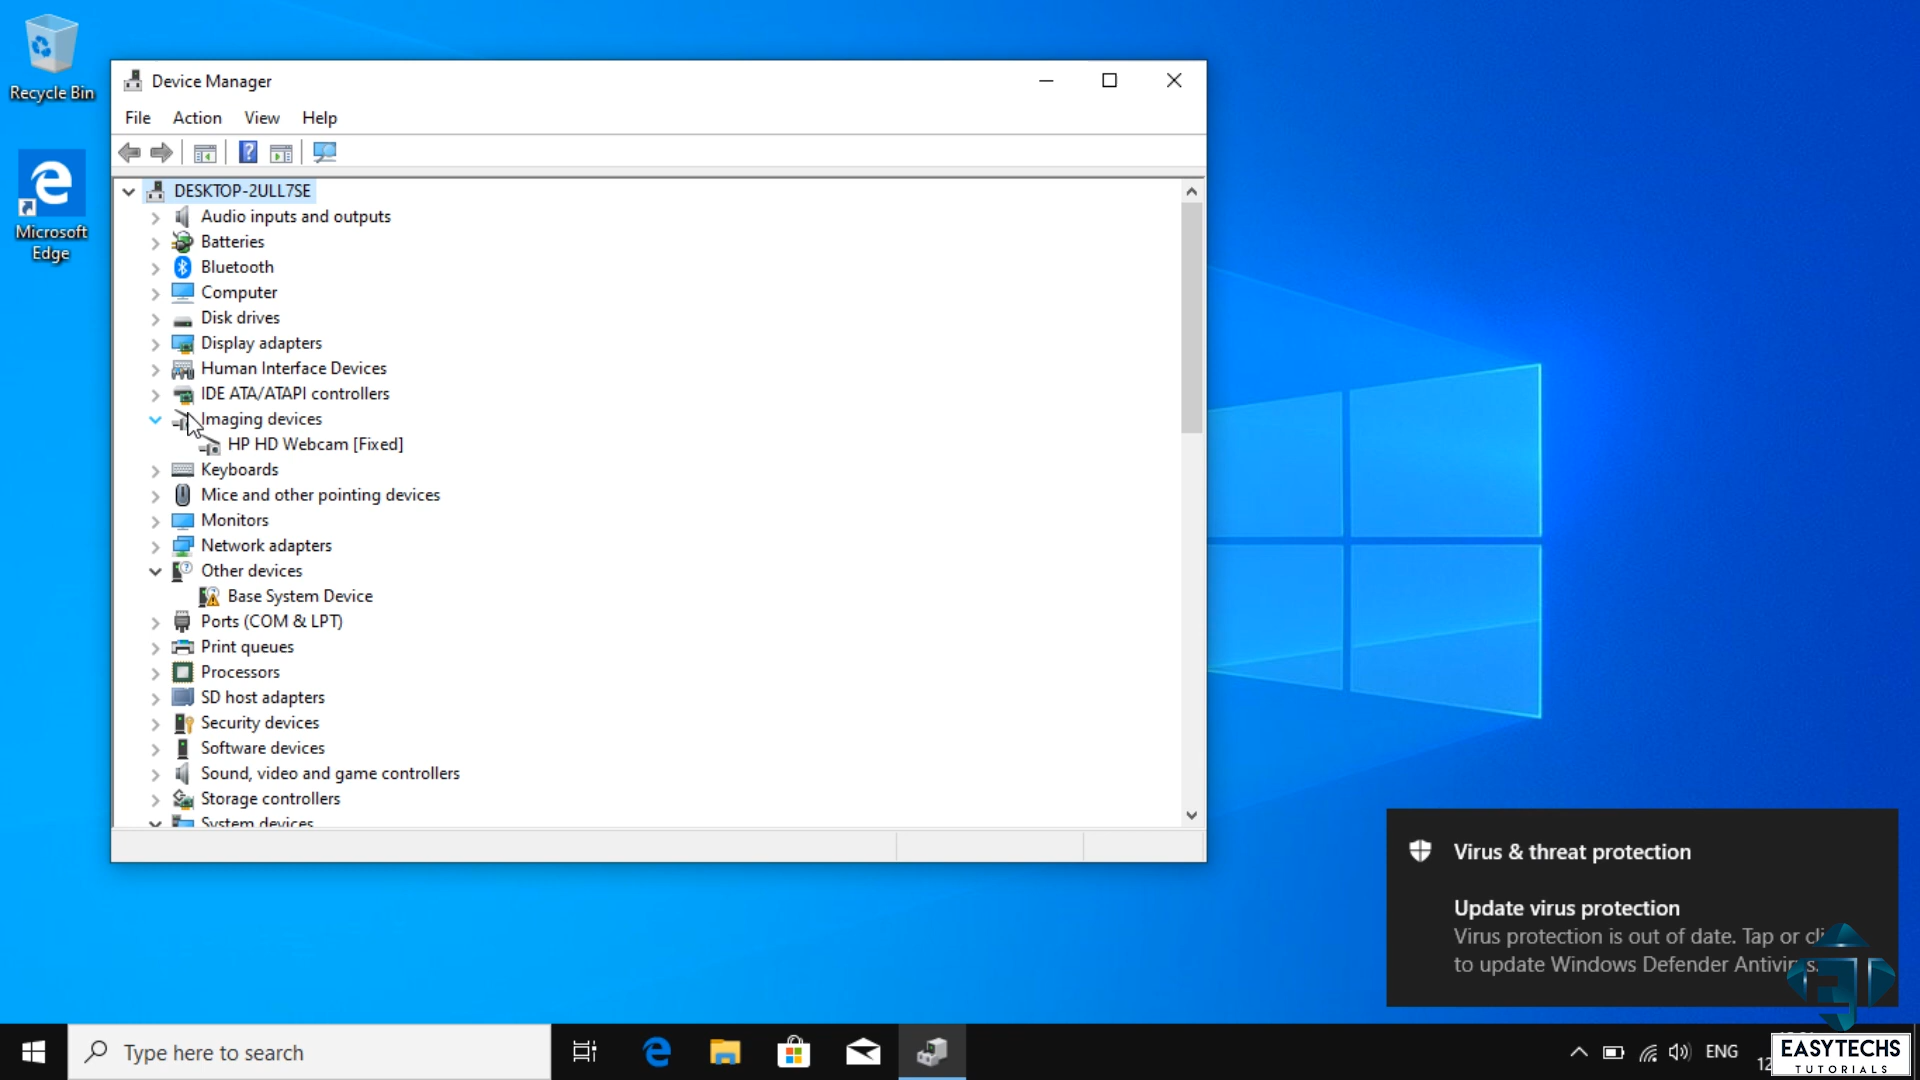 Recycle Bin
Microsoft
Edge
Device Manager
File Action View Help
DESKTOP-2ULL7SE
Audio inputs and outputs
Batteries
Bluetooth
Computer
Disk drives
Display adapters
Human Interface Devices
IDE ATA/ATAPI controllers
Imaging devices
HP HD Webcam [Fixed]
Keyboards
Mice and other pointing devices
Monitors
Network adapters
Other devices
Base System Device
Ports (COM & LPT)
Print queues
Processors
SD host adapters
Security devices
Software devices
Sound, video and game controllers
Storage controllers
System devices
Virus & threat protection
Update virus protection
Virus protection is out of date. Tap or
to update Windows Defender
Type here to search
ENG
EASYTECHS
TUTORIALS